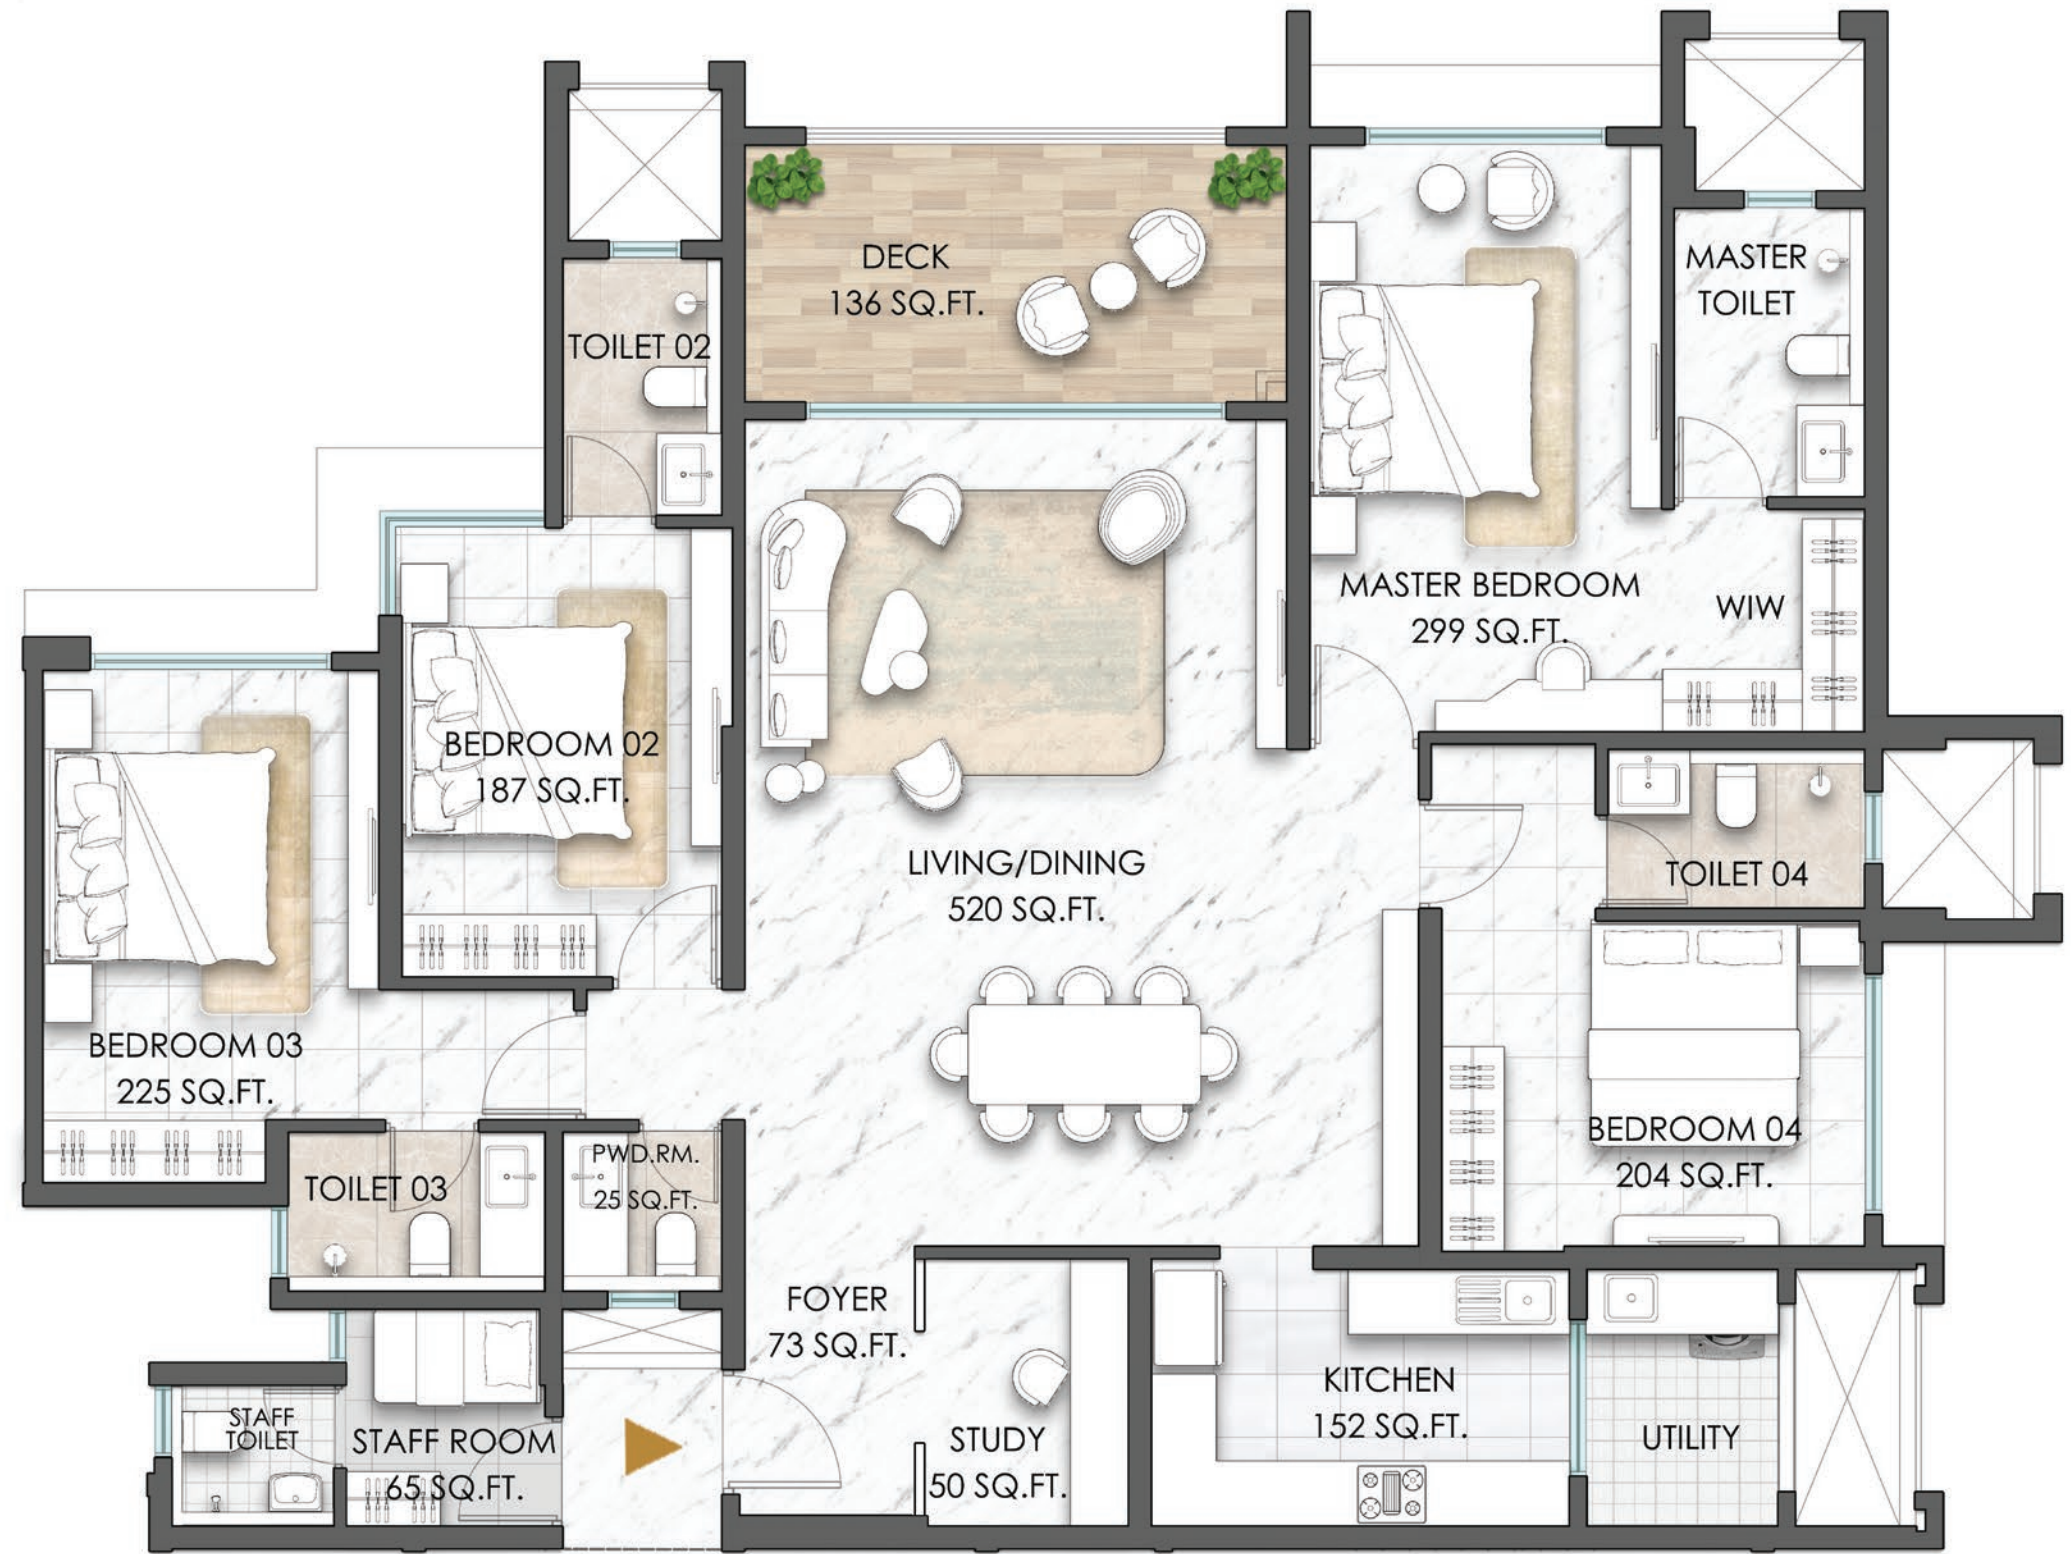 DECK
136 SQ.FT.
MASTER
TOILET
TOILET 02
MASTER BEDROOM
299 SQ.FT.
WIW
BEDROOM 02
187 SQ.FT.
LIVING/DINING
520 SQ.FT.
TOILET 04
BEDROOM 03
225 SQ.FT.
BEDROOM 04
204 SQ.FT.
TOILET 03
PWD.RM.
25 SQ.FT.
FOYER
73 SQ.FT.
KITCHEN
152 SQ.FT.
STAFF
TOILET
STAFF ROOM
65 SQ.FT.
STUDY
50 SQ.FT.
UTILITY